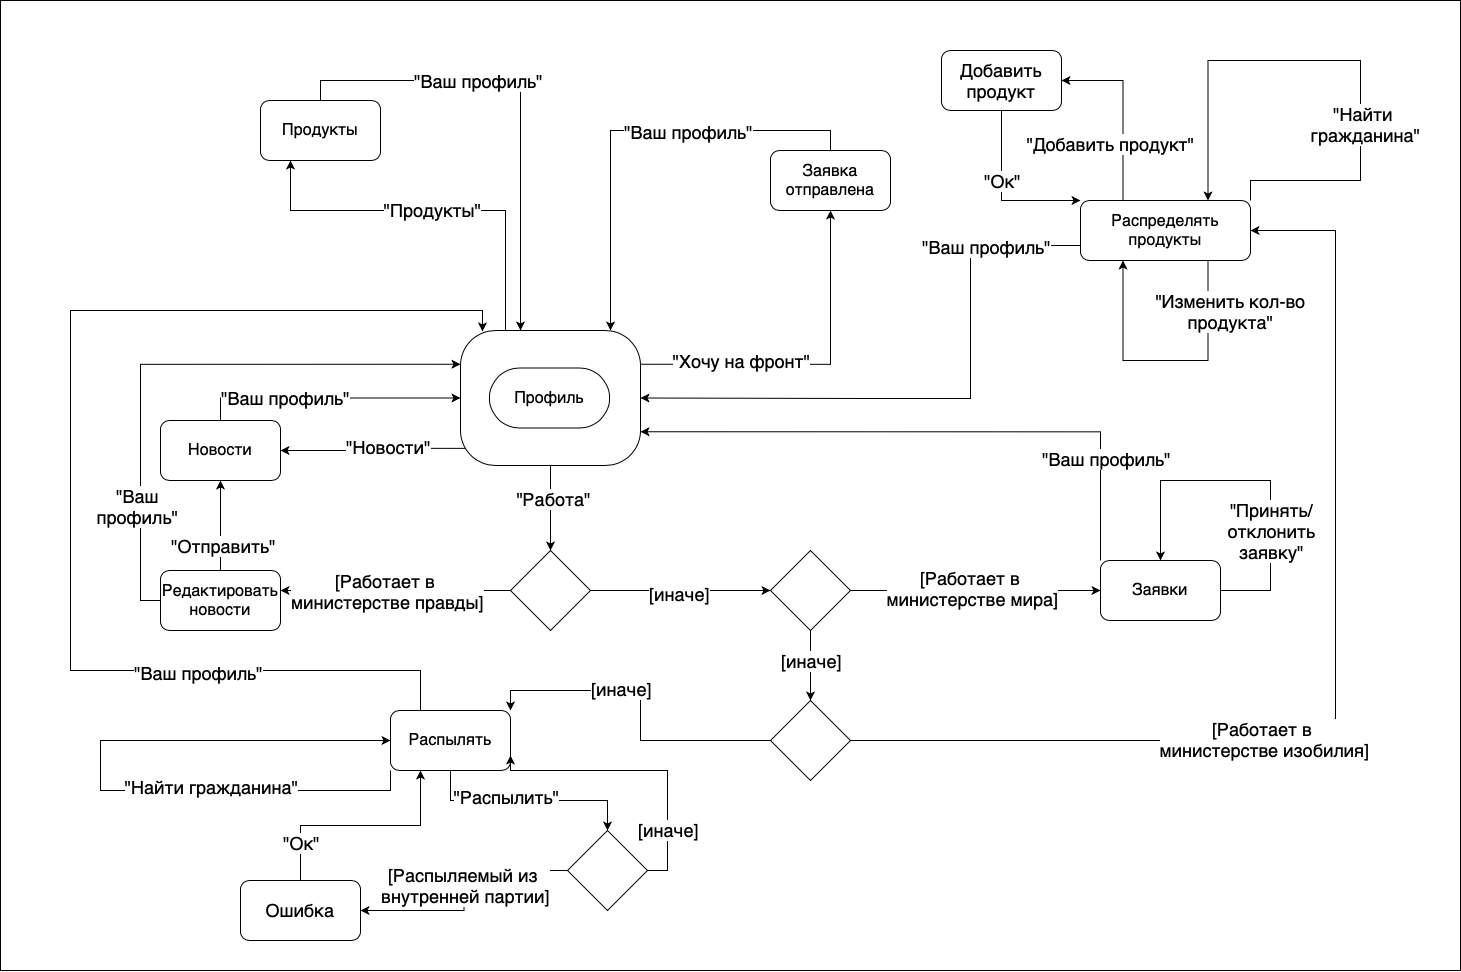 Добавить
продукт
"Ваш профиль"
Продукты
"Найти
гражданина"
"Ваш профиль"
"Добавить продукт"
Заявка
отправлена
"Ок"
"Продукты"
Распределять
продукты
"Ваш профиль"
"Изменить кол-во
продукта"
"Хочу на фронт"
Профиль
"Ваш профиль"
Новости
"Новости"
"Ваш профиль"
"Ваш
профиль"
"Работа"
"Принять/
отклонить
заявку"
"Отправить"
Редактировать
новости
[Работает в
министерстве правды]
[иначе]
[Работает в
министерстве мира]
Заявки
[иначе]
"Ваш профиль"
[иначе]
Распылять
[Работает в
министерстве изобилия]
"Найти гражданина"
"Распылить"
[иначе]
"Ок"
[Распыляемый из
внутренней партии]
Ошибка